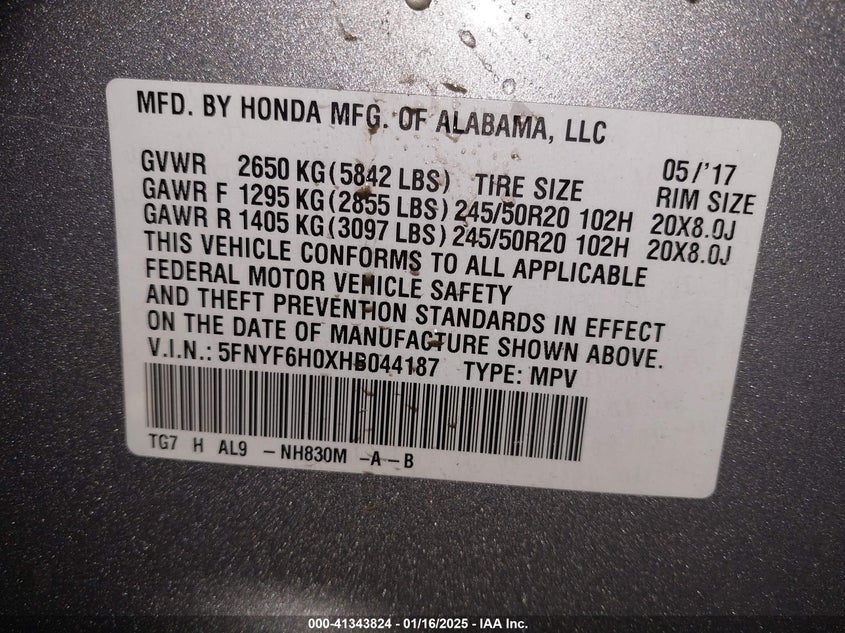 MFD. BY HONDA MFG. OF ALABAMA, LLC
05/'17
GVWR 2650 KG (5842 LBS) TIRE SIZE RIM SIZE
GAWR F 1295 KG (2855 LBS) 245/50R20 102H 20X8.0J
GAWR R 1405 KG (3097 LBS) 245/50R20 102H 20X8.0J
THIS VEHICLE CONFORMS TO ALL APPLICABLE
FEDERAL MOTOR VEHICLE SAFETY
AND THEFT PREVENTION STANDARDS IN EFFECT
ON THE DATE OF MANUFACTURE SHOWN ABOVE.
V.I.N.: 5FNYF6H0XHB044187 TYPE: MPV
TG7 H AL9 - NH830M - A - B
000-41343824 - 01/16/2025 - IAA Inc.